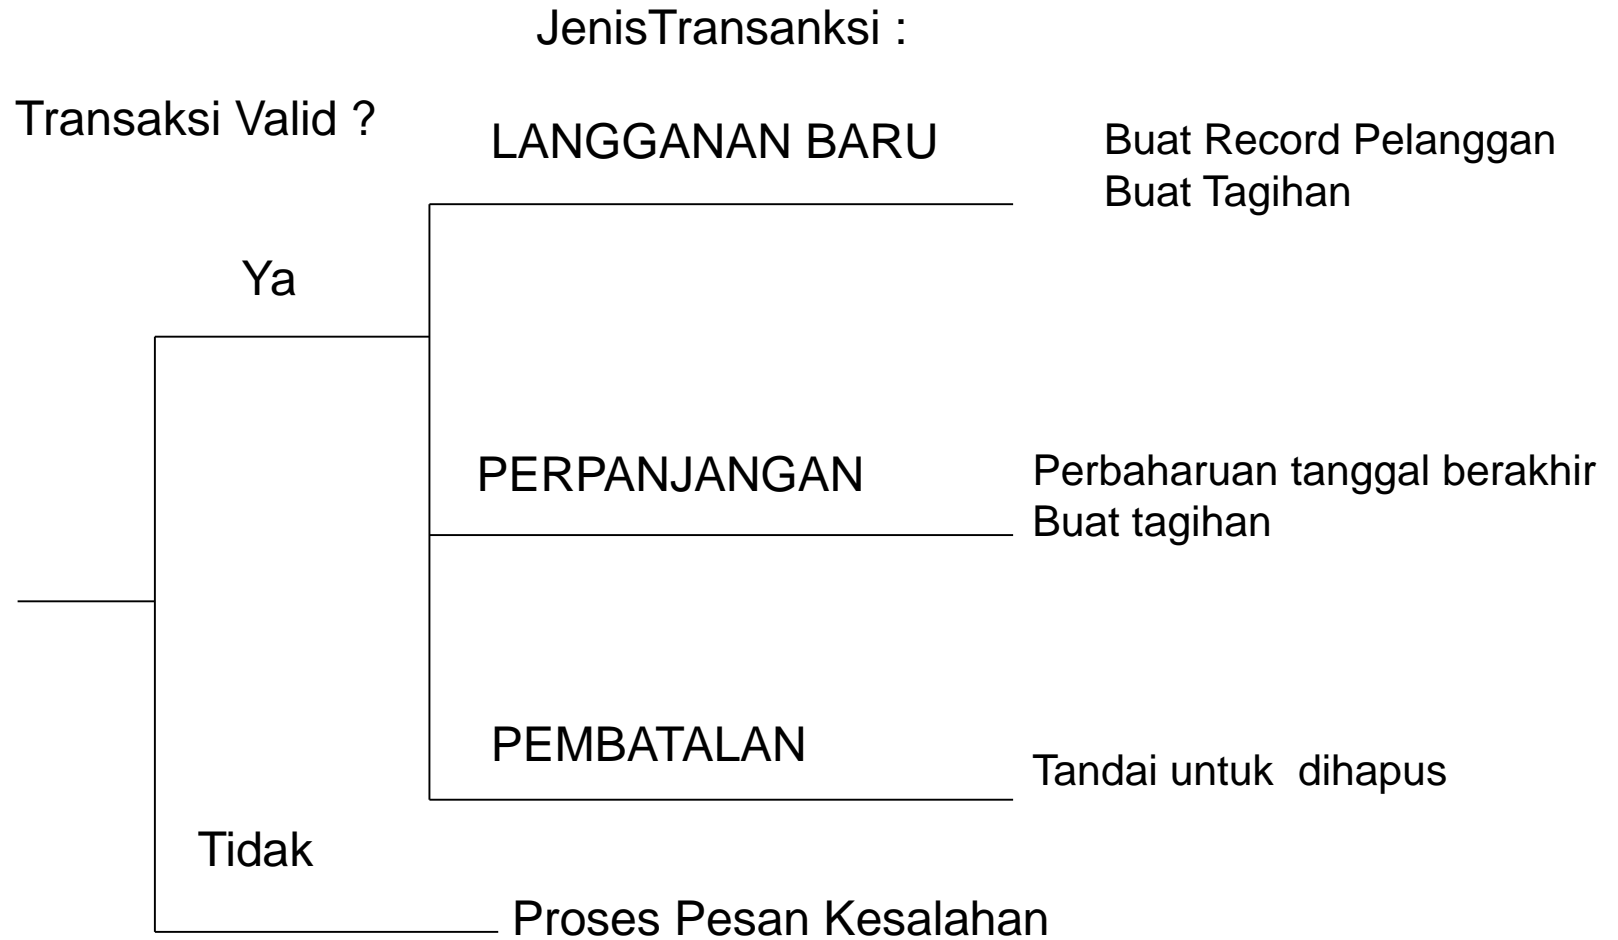 JenisTransanksi :
Transaksi Valid ?
LANGGANAN BARU
Buat Record Pelanggan
Buat Tagihan
Ya
PERPANJANGAN
Perbaharuan tanggal berakhir
Buat tagihan
PEMBATALAN
Tandai untuk  dihapus
Tidak
Proses Pesan Kesalahan